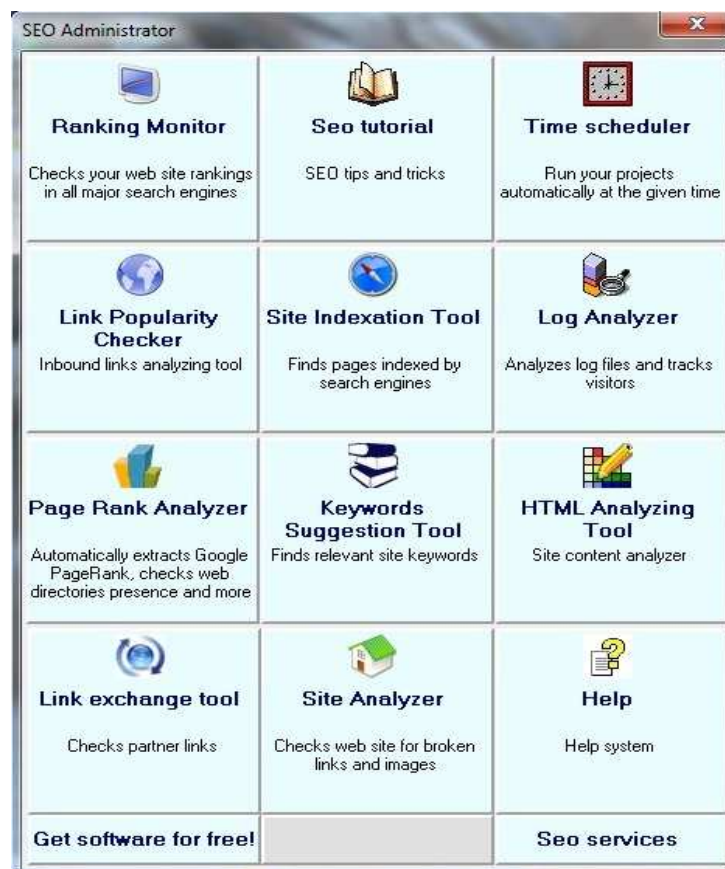 SEO Administrator
Ranking Monitor
Checks your web site rankings
in all major search engines
Seo tutorial
SEO tips and tricks
Time scheduler
Run your projects
automatically at the given time
Link Popularity
Checker
Inbound links analyzing tool
Site Indexation Tool
Finds pages indexed by
search engines
Log Analyzer
Analyzes log files and tracks
visitors
Page Rank Analyzer
Automatically extracts Google
PageRank, checks web
directories presence and more
Keywords
Suggestion Tool
Finds relevant site keywords
HTML Analyzing
Tool
Site content analyzer
Link exchange tool
Checks partner links
Site Analyzer
Checks web site for broken
links and images
Help
Help system
Get software for free!
Seo services